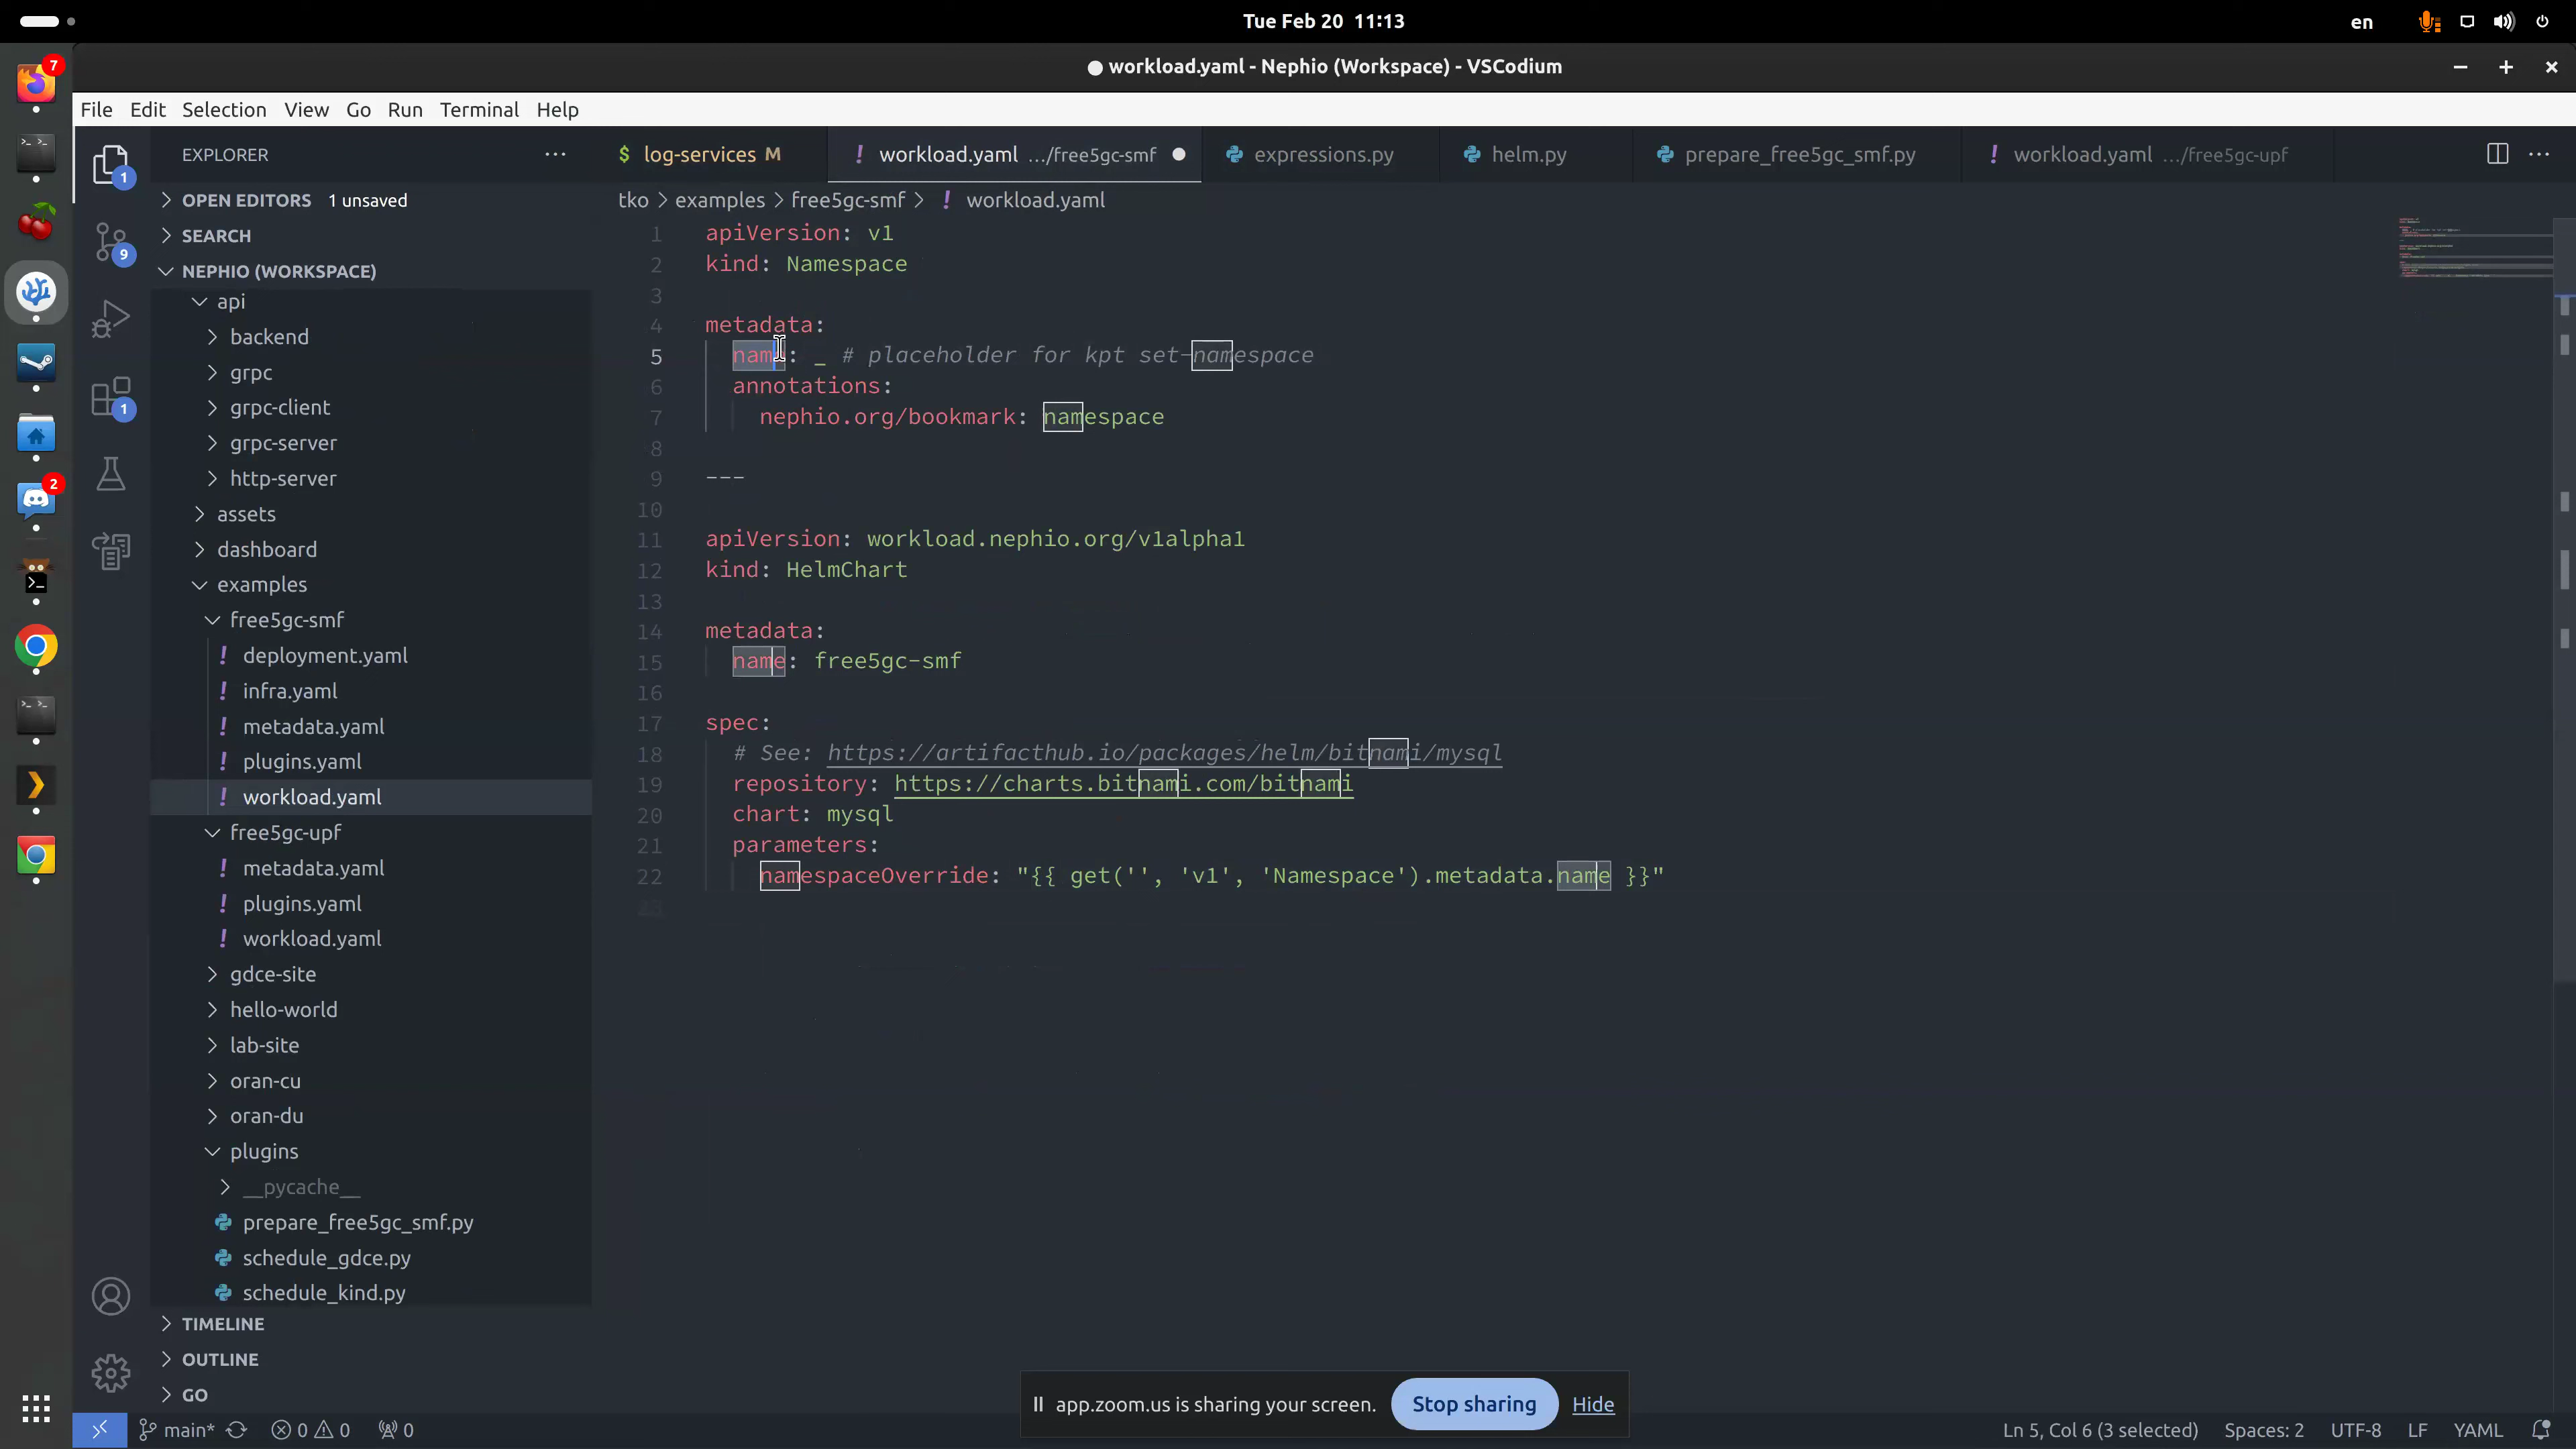 Tue Feb 20 11:13
en
workload.yaml - Nephio (Workspace) - VSCodium
File Edit Selection View Go Run Terminal Help
EXPLORER
log-services M
workload.yaml .../free5gc-smf
expressions.py
helm.py
prepare_free5gc_smf.py
workload.yaml .../free5gc-upf
OPEN EDITORS 1 unsaved
SEARCH
NEPHIO (WORKSPACE)
api
backend
grpc
grpc-client
grpc-server
http-server
assets
dashboard
examples
free5gc-smf
deployment.yaml
infra.yaml
metadata.yaml
plugins.yaml
workload.yaml
free5gc-upf
metadata.yaml
plugins.yaml
workload.yaml
gdce-site
hello-world
lab-site
oran-cu
oran-du
plugins
__pycache__
prepare_free5gc_smf.py
schedule_gdce.py
schedule_kind.py
TIMELINE
OUTLINE
GO
7
2
1
9
1
tko > examples > free5gc-smf > ! workload.yaml
1 apiVersion: v1
2 kind: Namespace
3
4 metadata:
5 name: _ # placeholder for kpt set-namespace
6 annotations:
7 nephio.org/bookmark: namespace
8
9 ---
10
11 apiVersion: workload.nephio.org/v1alpha1
12 kind: HelmChart
13
14 metadata:
15 name: free5gc-smf
16
17 spec:
18 # See: https://artifacthub.io/packages/helm/bitnami/mysql
19 repository: https://charts.bitnami.com/bitnami
20 chart: mysql
21 parameters:
22 namespaceOverride: "{{ get('', 'v1', 'Namespace').metadata.name }}"
23
app.zoom.us is sharing your screen. Stop sharing Hide
main* 0 0 0
Ln 5, Col 6 (3 selected) Spaces: 2 UTF-8 LF YAML